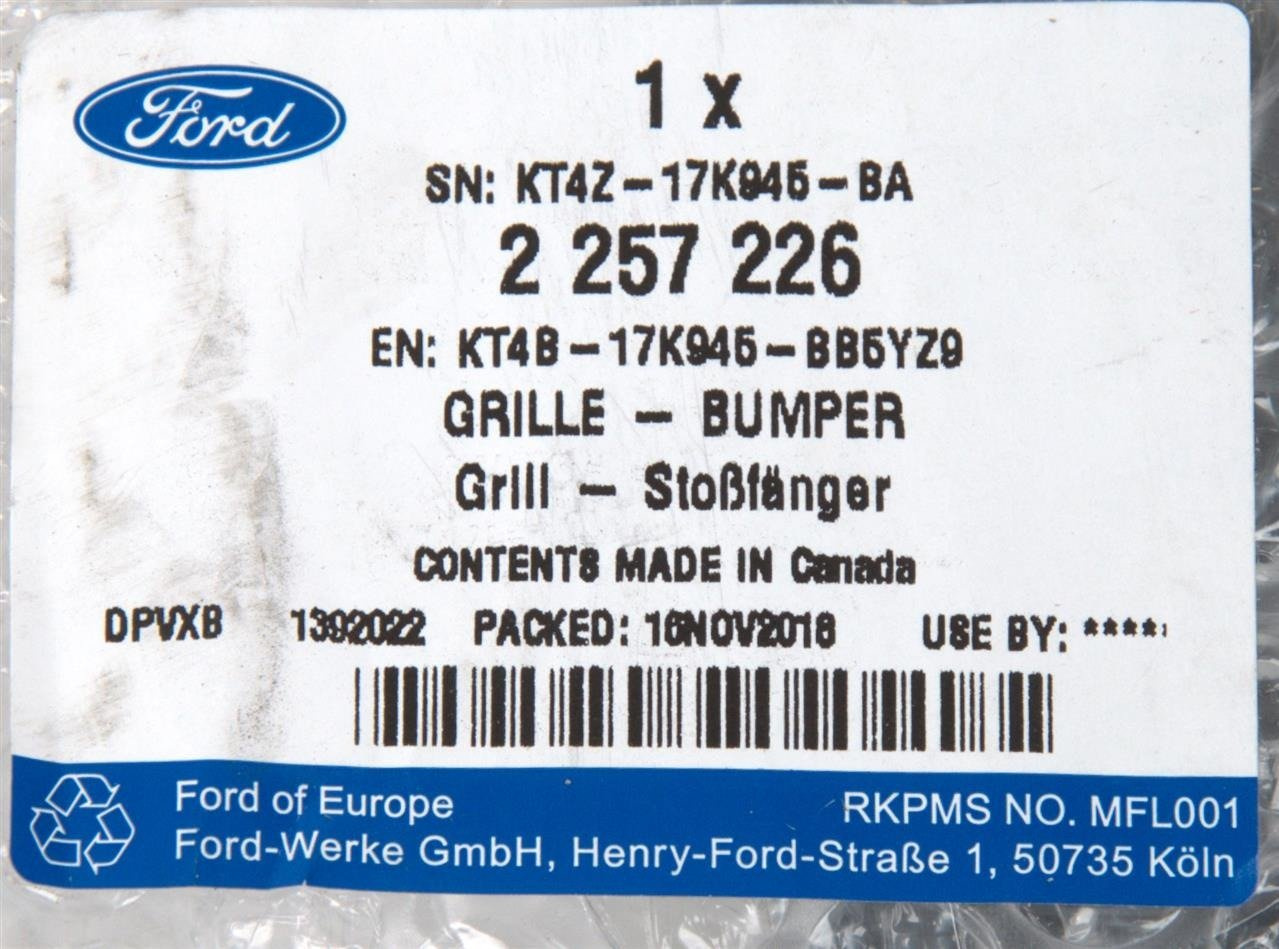 Ford
1 x
SN: KT4Z-17K945-BA
2 257 226
EN: KT4B-17K945-BB5YZ9
GRILLE - BUMPER
Grill - Stoßfänger
CONTENTS MADE IN Canada
DPVXB 1392022 PACKED: 16NOV2018 USE BY: ****
Ford of Europe
RKPMS NO. MFL001
Ford-Werke GmbH, Henry-Ford-Straße 1, 50735 Köln